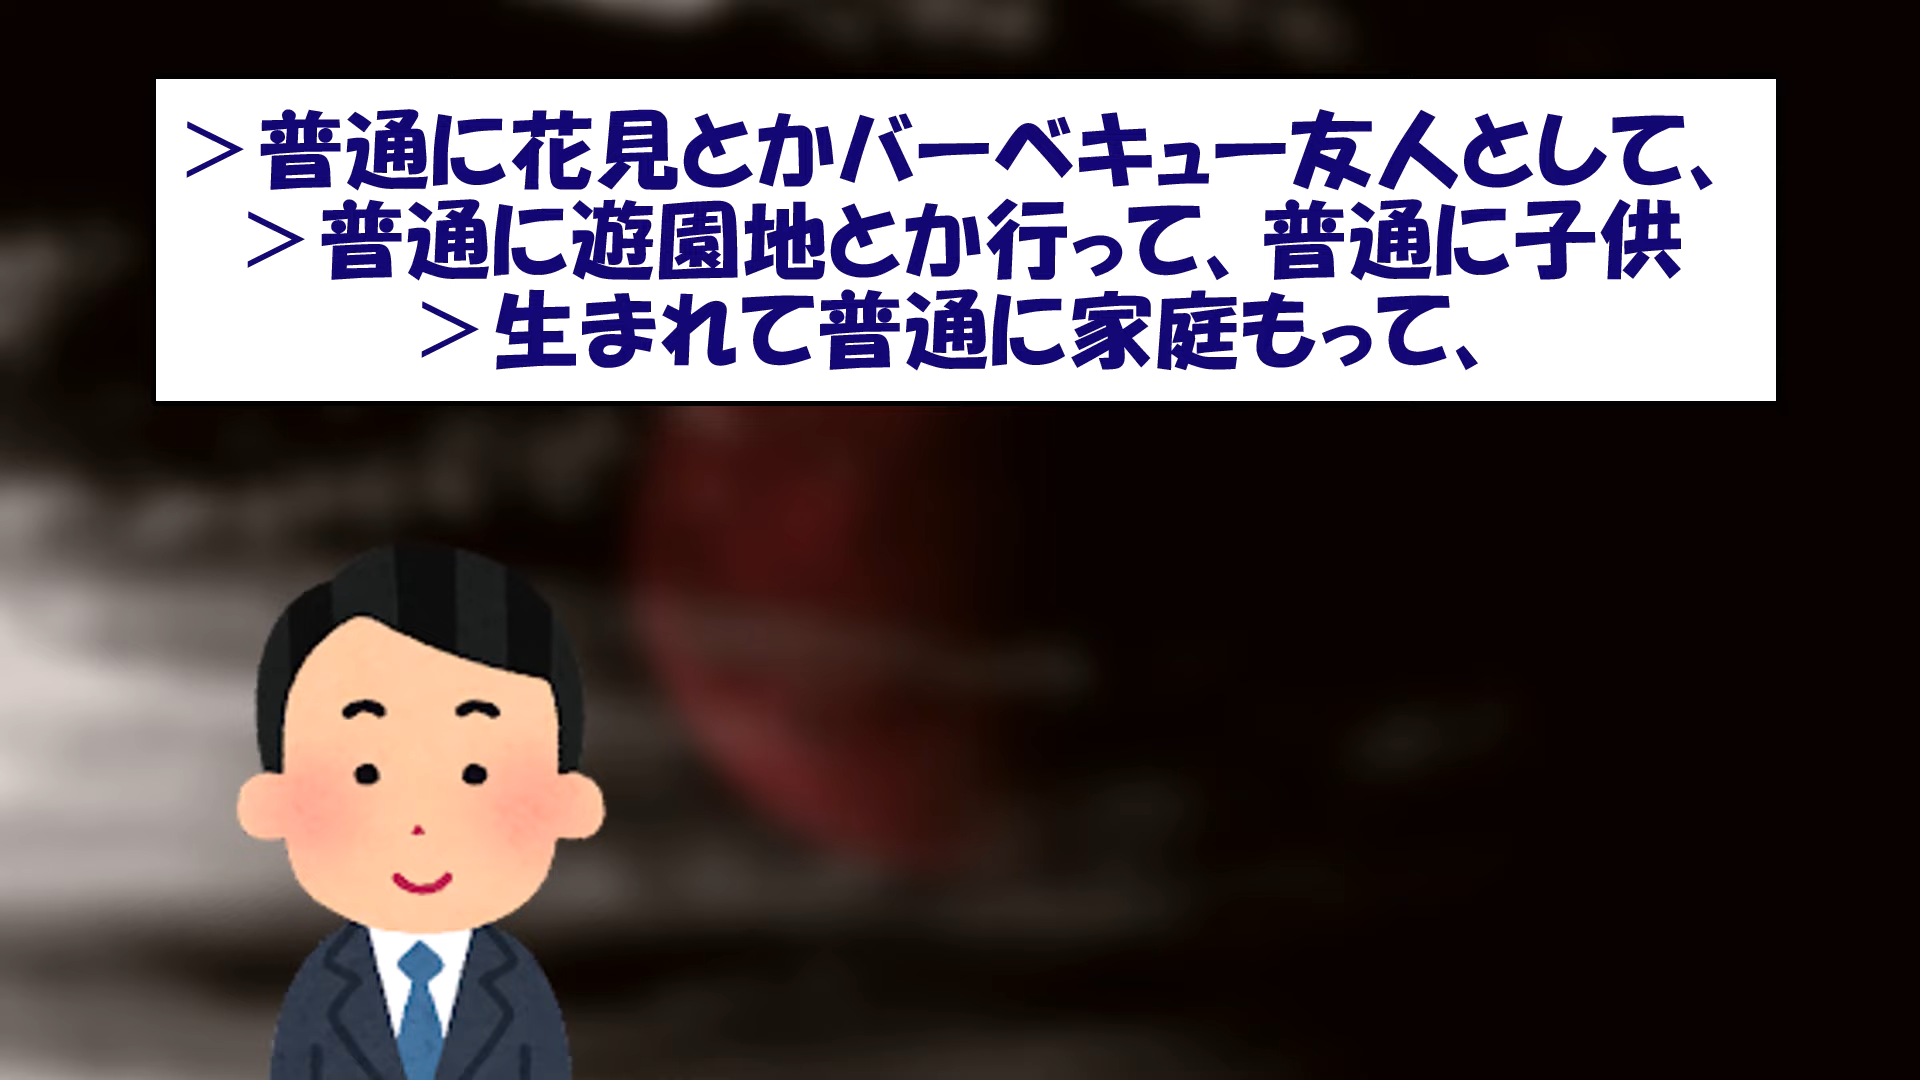 ＞普通に花見とかバーベキュー友人として、
＞普通に遊園地とか行って、普通に子供
＞生まれて普通に家庭もって、